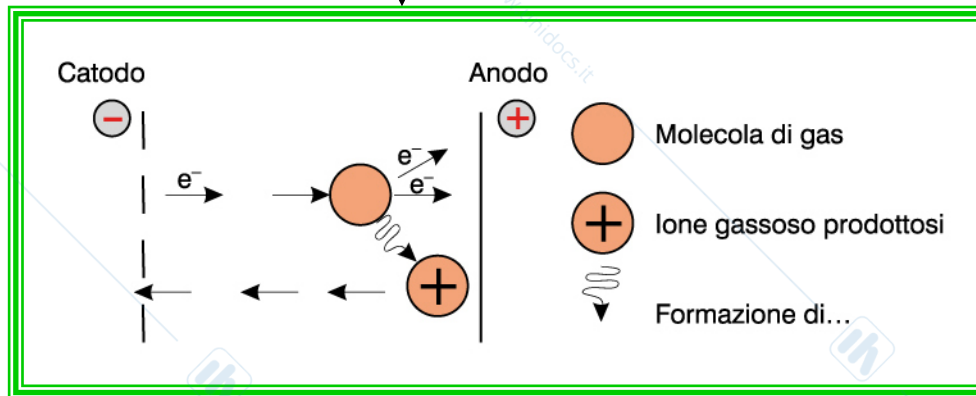 Catodo
Anodo
−
+
Molecola di gas
e⁻
e⁻
e⁻
+
Ione gassoso prodottosi
+
Formazione di...